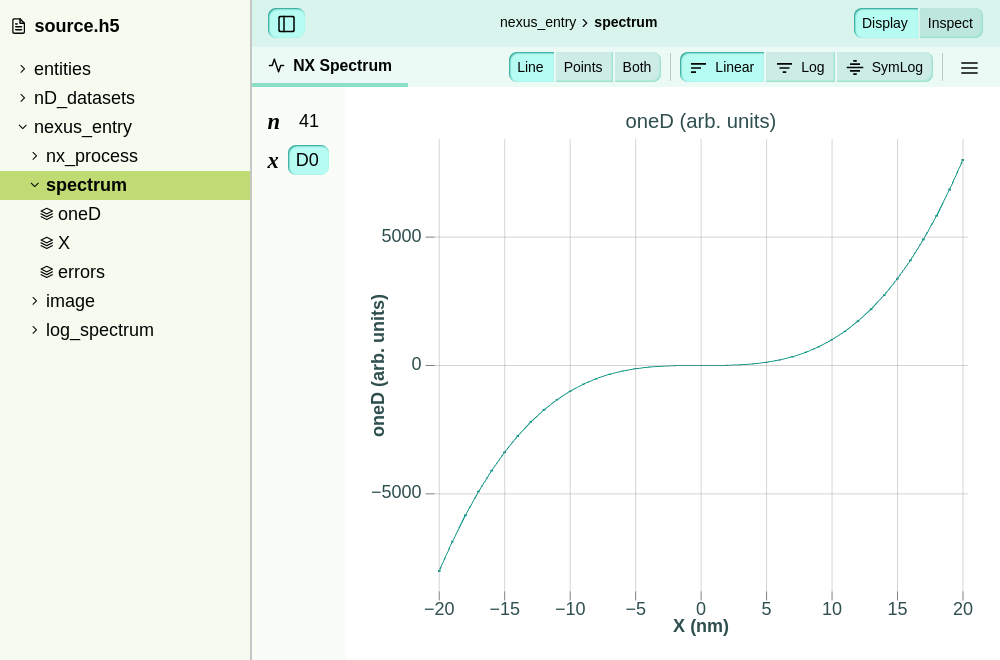 source.h5
entities
nD_datasets
nexus_entry
nx_process
spectrum
oneD
X
errors
image
log_spectrum
nexus_entry spectrum
Display Inspect
NX Spectrum
Line Points Both
Linear Log SymLog
n 41
x D0
oneD (arb. units)
5000
0
−5000
oneD (arb. units)
−20 −15 −10 −5 0 5 10 15 20
X (nm)